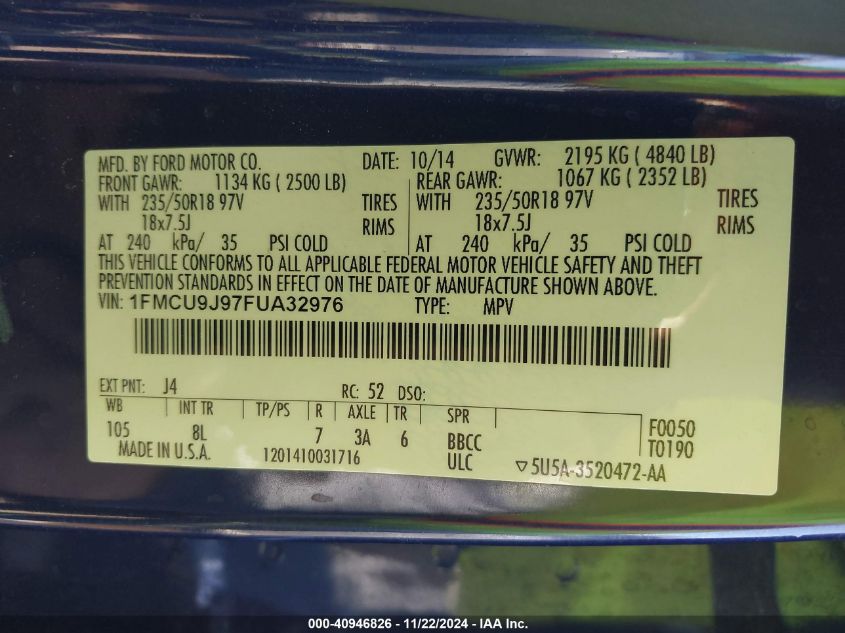 MFD. BY FORD MOTOR CO. DATE: 10/14 GVWR: 2195 KG ( 4840 LB)
FRONT GAWR: 1134 KG ( 2500 LB) REAR GAWR: 1067 KG ( 2352 LB)
WITH 235/50R18 97V TIRES WITH 235/50R18 97V TIRES
18x7.5J RIMS 18x7.5J RIMS
AT 240 kPa/ 35 PSI COLD AT 240 kPa/ 35 PSI COLD
THIS VEHICLE CONFORMS TO ALL APPLICABLE FEDERAL MOTOR VEHICLE SAFETY AND THEFT
PREVENTION STANDARDS IN EFFECT ON THE DATE OF MANUFACTURE SHOWN ABOVE.
VIN: 1FMCU9J97FUA32976 TYPE: MPV
EXT PNT: J4 RC: 52 DSO:
WB INT TR TP/PS R AXLE TR SPR
105 8L 7 3A 6 BBCC F0050
MADE IN U.S.A. 1201410031716 ULC T0190
▽5U5A-3520472-AA
000-40946826 - 11/22/2024 - IAA Inc.